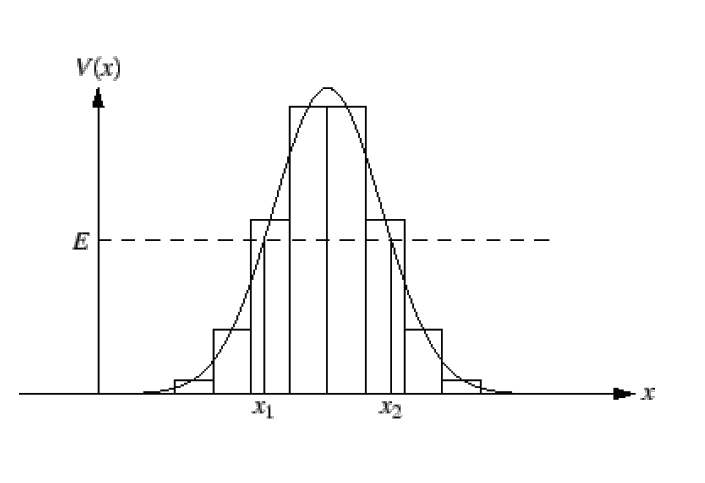 V(x)
E
x
x₁
x₂